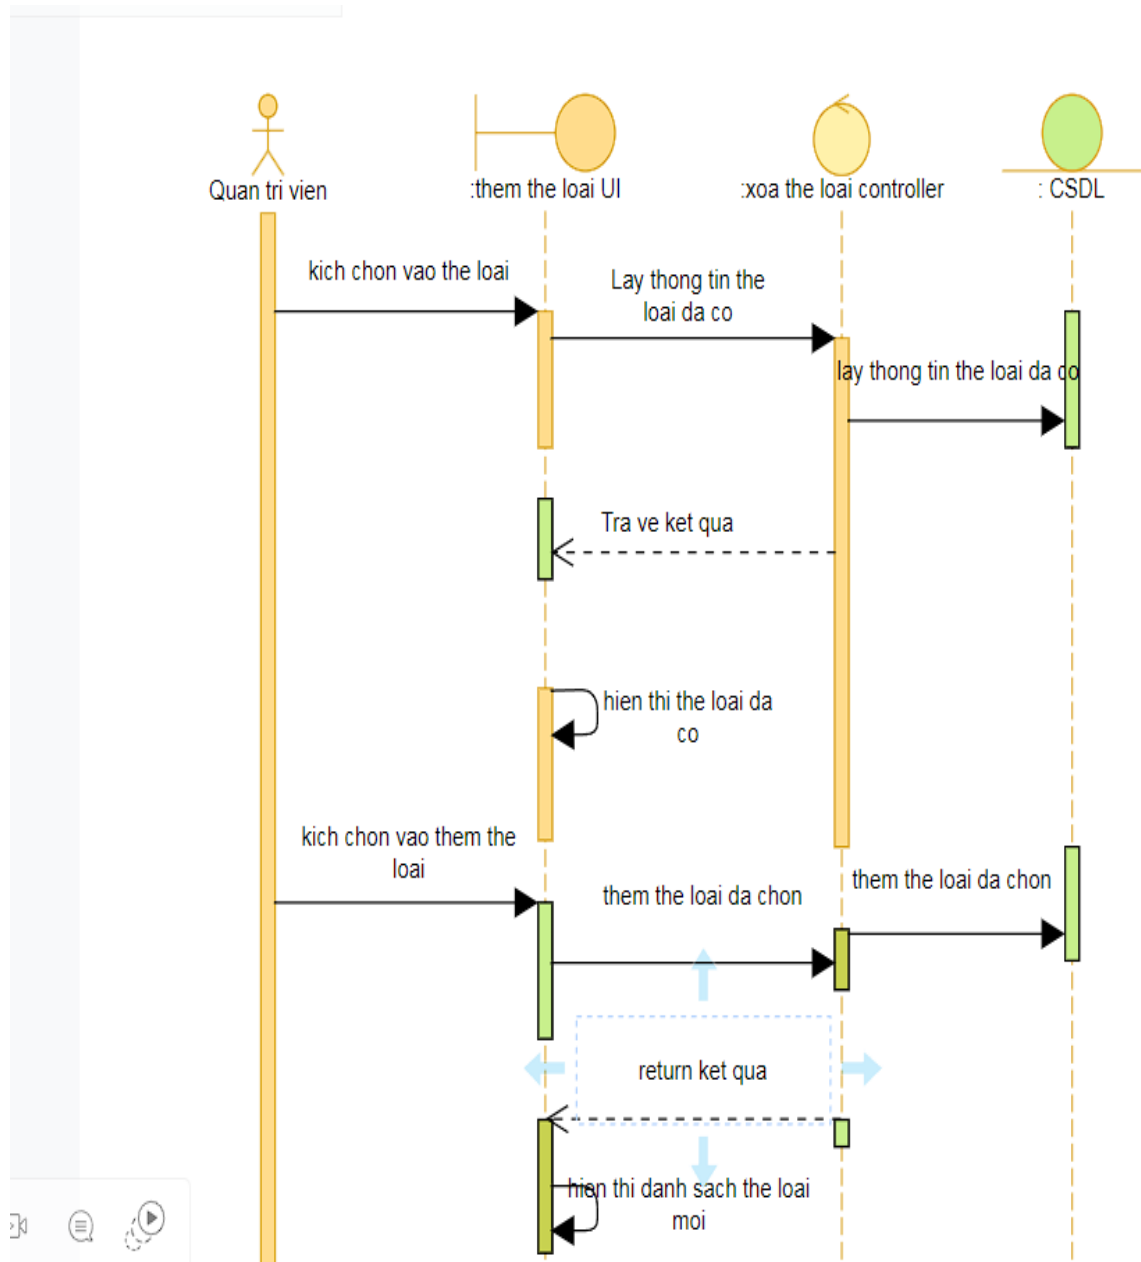 Quan tri vien
:them the loai UI
:xoa the loai controller
: CSDL
kich chon vao the loai
Lay thong tin the
loai da co
lay thong tin the loai da co
Tra ve ket qua
hien thi the loai da
co
kich chon vao them the
loai
them the loai da chon
them the loai da chon
return ket qua
hien thi danh sach the loai
moi